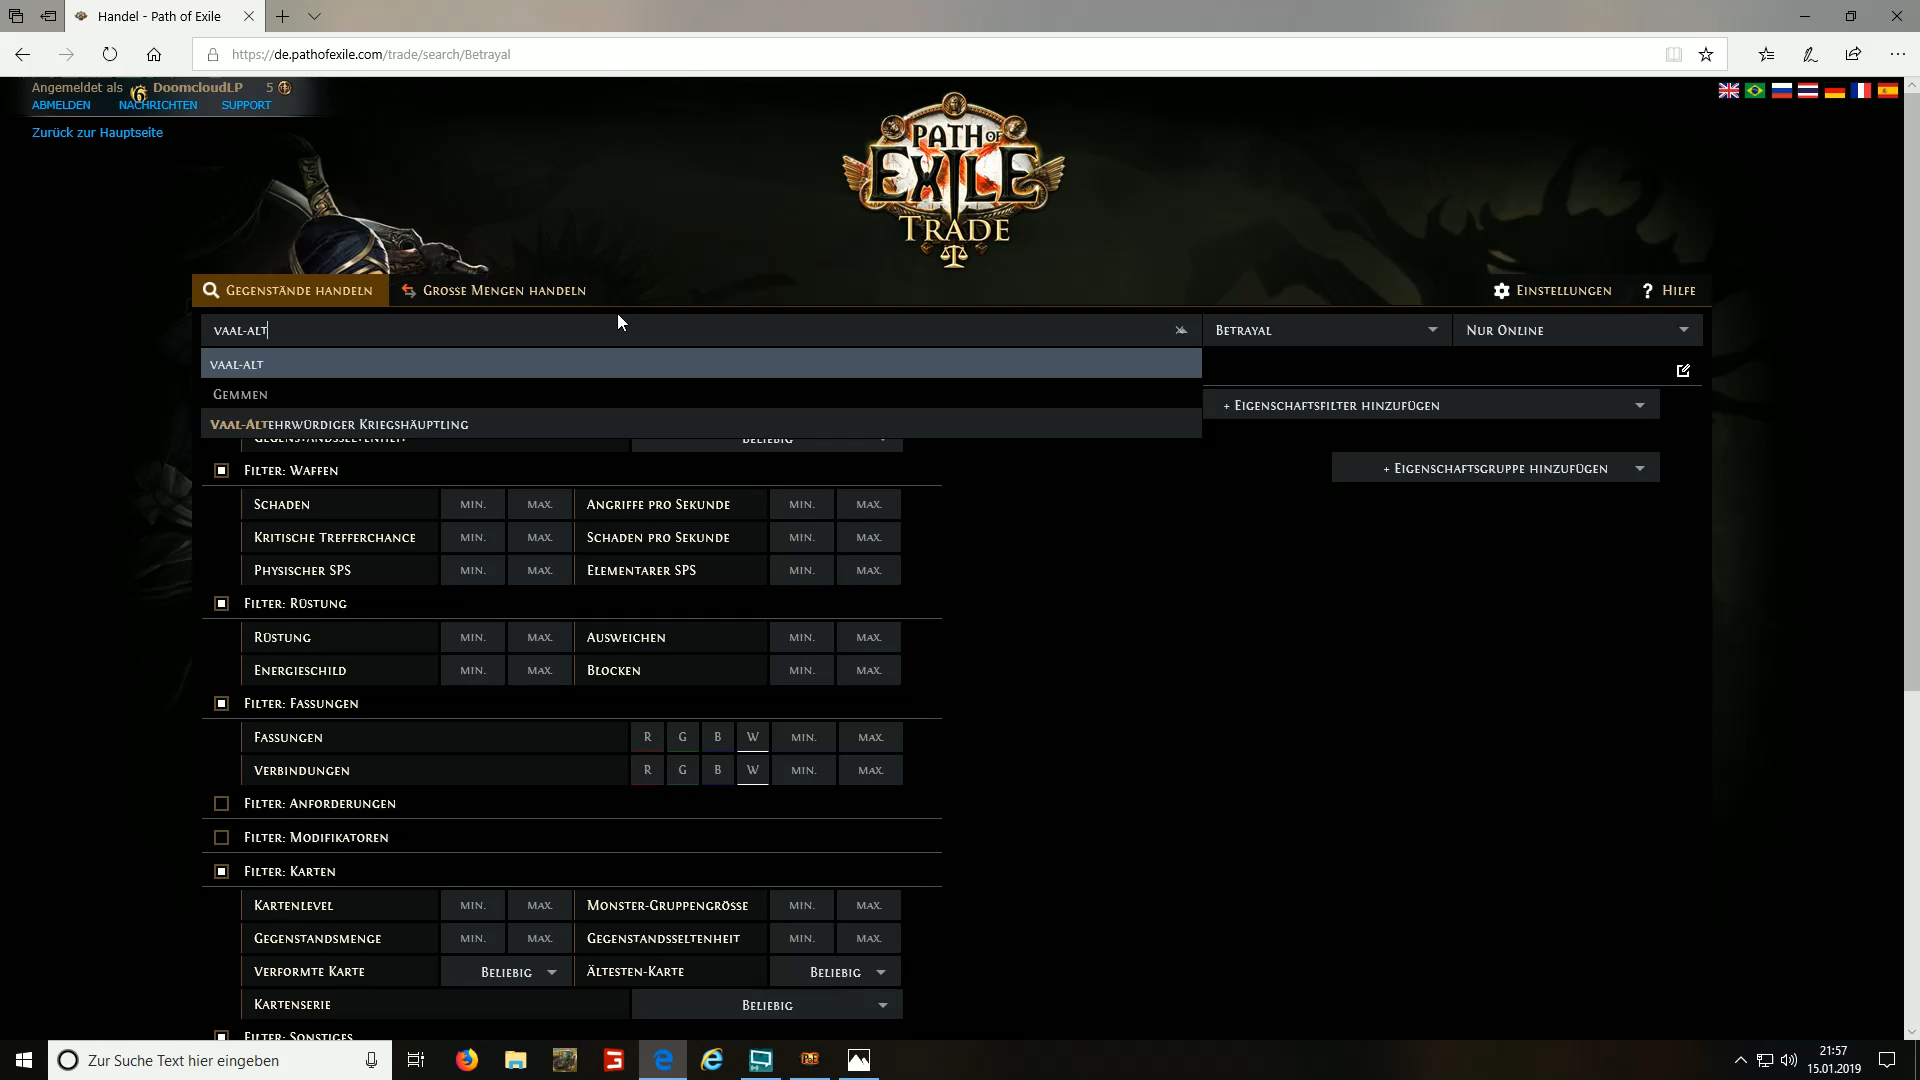 Handel - Path of Exile
https://de.pathofexile.com/trade/search/Betrayal
Angemeldet als DoomcloudLP 5
ABMELDEN NACHRICHTEN SUPPORT
Zurück zur Hauptseite
PATH OF
EXILE
TRADE
Gegenstände handeln Grosse Mengen handeln Einstellungen ? Hilfe
vaal-alt Betrayal Nur Online
vaal-alt
Gemmen
+ Eigenschaftsfilter hinzufügen
Vaal-Altehrwürdiger Kriegshäuptling
Gegenstandsseltenheit Beliebig
Filter: Waffen
+ Eigenschaftsgruppe hinzufügen
Schaden MIN. MAX. Angriffe pro Sekunde MIN. MAX.
Kritische Trefferchance MIN. MAX. Schaden pro Sekunde MIN. MAX.
Physischer SPS MIN. MAX. Elementarer SPS MIN. MAX.
Filter: Rüstung
Rüstung MIN. MAX. Ausweichen MIN. MAX.
Energieschild MIN. MAX. Blocken MIN. MAX.
Filter: Fassungen
Fassungen R G B W MIN. MAX.
Verbindungen R G B W MIN. MAX.
Filter: Anforderungen
Filter: Modifikatoren
Filter: Karten
Kartenlevel MIN. MAX. Monster-Gruppengrösse MIN. MAX.
Gegenstandsmenge MIN. MAX. Gegenstandsseltenheit MIN. MAX.
Verformte Karte Beliebig Ältesten-Karte Beliebig
Kartenserie Beliebig
Filter: Sonstiges
Zur Suche Text hier eingeben
21:57
15.01.2019